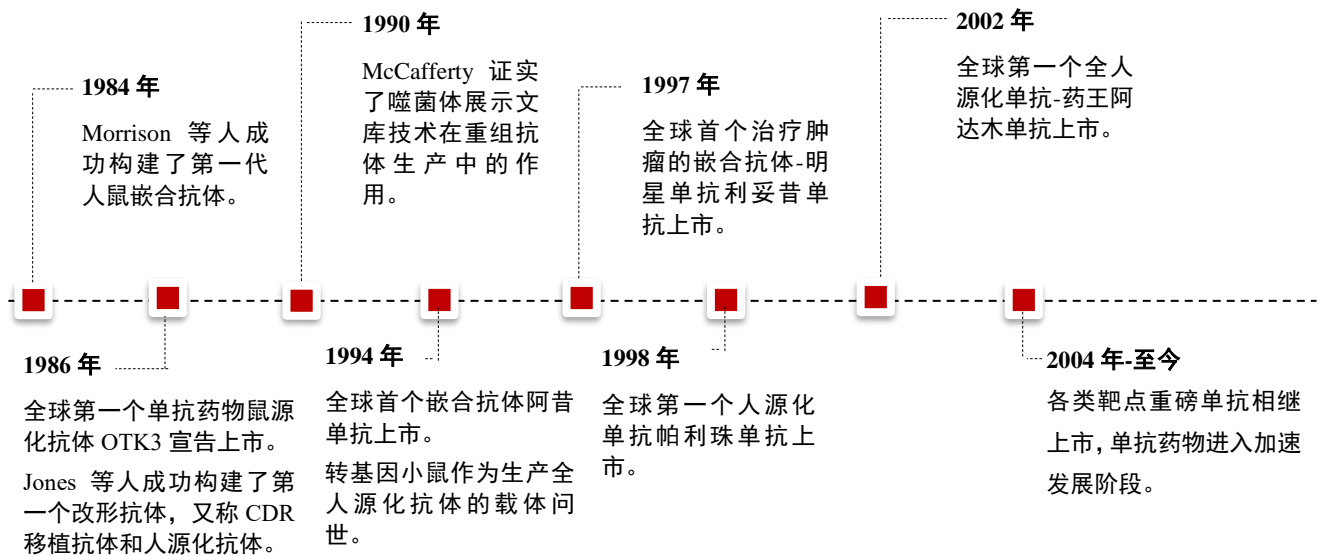 1984 年
Morrison 等人成
功构建了第一代
人鼠嵌合抗体。
1986 年
全球第一个单抗药物鼠源
化抗体 OTK3 宣告上市。
Jones 等人成功构建了第
一个改形抗体，又称 CDR
移植抗体和人源化抗体。
1990 年
McCafferty 证实
了噬菌体展示文
库技术在重组抗
体生产中的作
用。
1994 年
全球首个嵌合抗体阿昔
单抗上市。
转基因小鼠作为生产全
人源化抗体的载体问
世。
1997 年
全球首个治疗肿
瘤的嵌合抗体-明
星单抗利妥昔单
抗上市。
1998 年
全球第一个人源化
单抗帕利珠单抗上
市。
2002 年
全球第一个全人
源化单抗-药王阿
达木单抗上市。
2004 年-至今
各类靶点重磅单抗相继
上市，单抗药物进入加速
发展阶段。